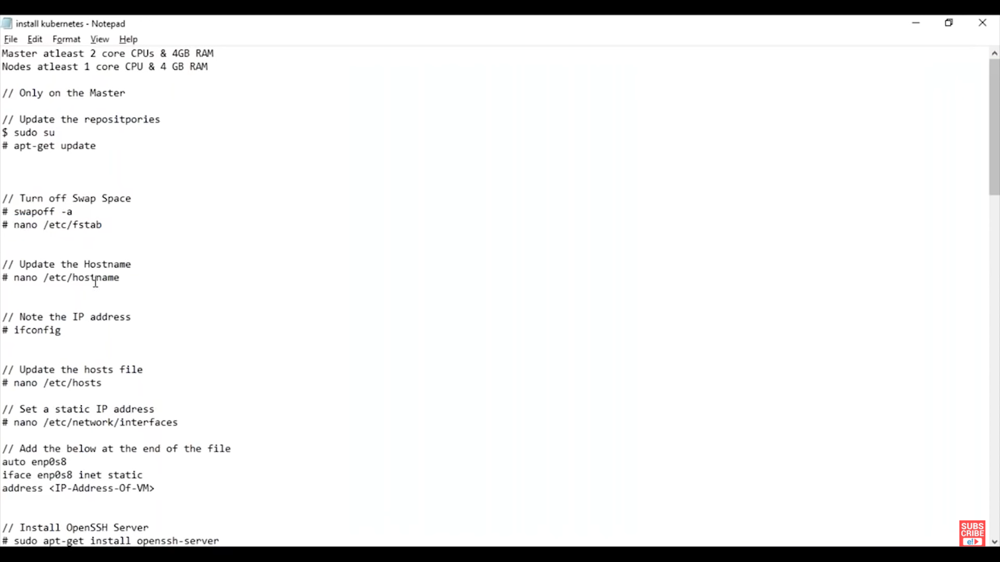 install kubernetes - Notepad
File Edit Format View Help
Master atleast 2 core CPUs & 4GB RAM
Nodes atleast 1 core CPU & 4 GB RAM
// Only on the Master
// Update the repositpories
$ sudo su
# apt-get update
// Turn off Swap Space
# swapoff -a
# nano /etc/fstab
// Update the Hostname
# nano /etc/hostname
// Note the IP address
# ifconfig
// Update the hosts file
# nano /etc/hosts
// Set a static IP address
# nano /etc/network/interfaces
// Add the below at the end of the file
auto enp0s8
iface enp0s8 inet static
address <IP-Address-Of-VM>
// Install OpenSSH Server
# sudo apt-get install openssh-server
SUBS
CRIBE
e!